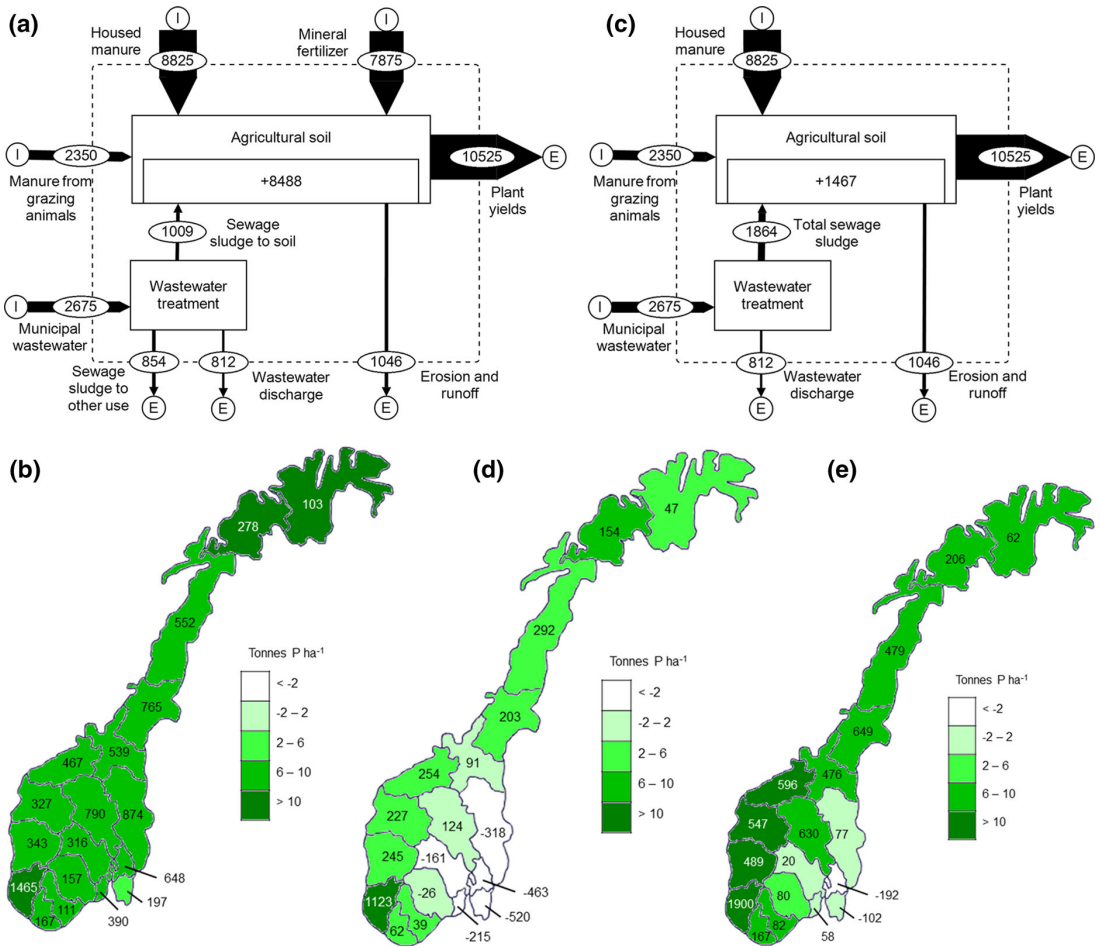 (a)
I
I
Housed
manure
Mineral
fertilizer
8825
7875
Agricultural soil
I
2350
10525
E
+8488
Manure from
grazing
animals
Plant
yields
1009
Sewage
sludge to soil
Wastewater
treatment
I
2675
Municipal
wastewater
854
812
1046
Sewage
sludge to
other use
Wastewater
discharge
Erosion and
runoff
E
E
E
(c)
I
Housed
manure
8825
Agricultural soil
I
2350
10525
E
+1467
Manure from
grazing
animals
Plant
yields
1864
Total sewage
sludge
Wastewater
treatment
I
2675
Municipal
wastewater
812
1046
Wastewater
discharge
Erosion and
runoff
E
E
(b)
103
278
552
765
539
467
327
790
874
343
316
157
648
1465
111
197
167
390
Tonnes P ha-1
< -2
-2 – 2
2 – 6
6 – 10
> 10
(d)
47
154
292
203
91
254
227
124
-318
245
-161
-26
-463
1123
39
-520
62
-215
Tonnes P ha-1
< -2
-2 – 2
2 – 6
6 – 10
> 10
(e)
62
206
479
649
476
596
547
630
77
489
20
80
-192
1900
82
-102
167
58
Tonnes P ha-1
< -2
-2 – 2
2 – 6
6 – 10
> 10